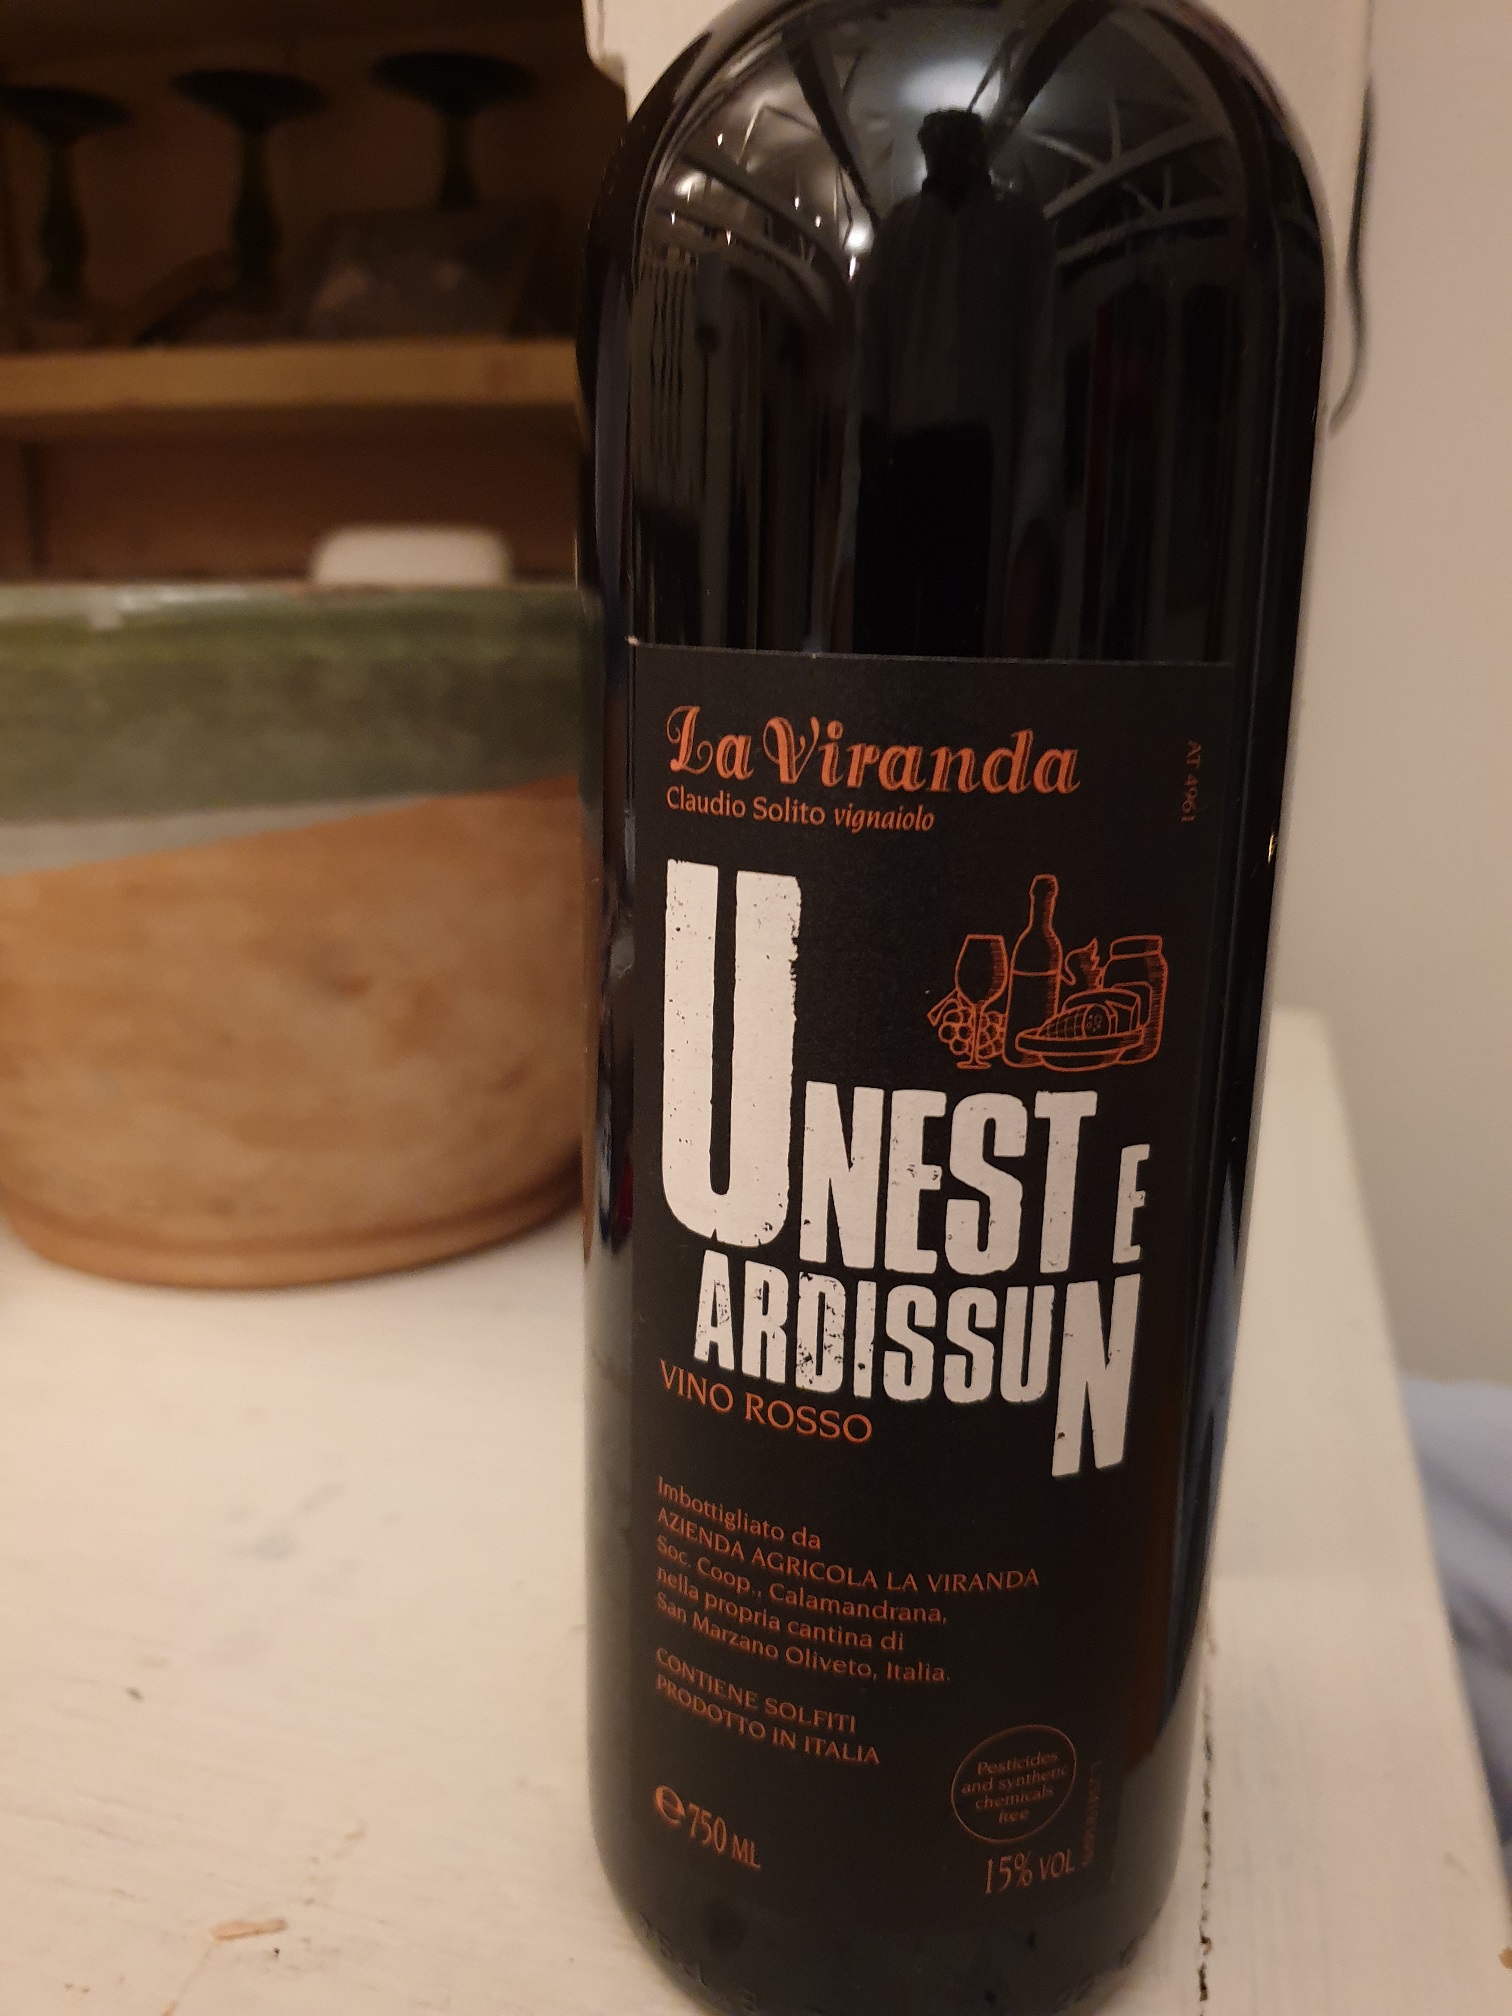 La Viranda
Claudio Solito vignaiolo
AT 4961
UNEST E
ARDISSUN
VINO ROSSO
Imbottigliato da
AZIENDA AGRICOLA LA VIRANDA
Soc. Coop., Calamandrana,
nella propria cantina di
San Marzano Oliveto, Italia.
CONTIENE SOLFITI
PRODOTTO IN ITALIA
Pesticides
and synthetic
chemicals
free
e 750 ML
15% VOL